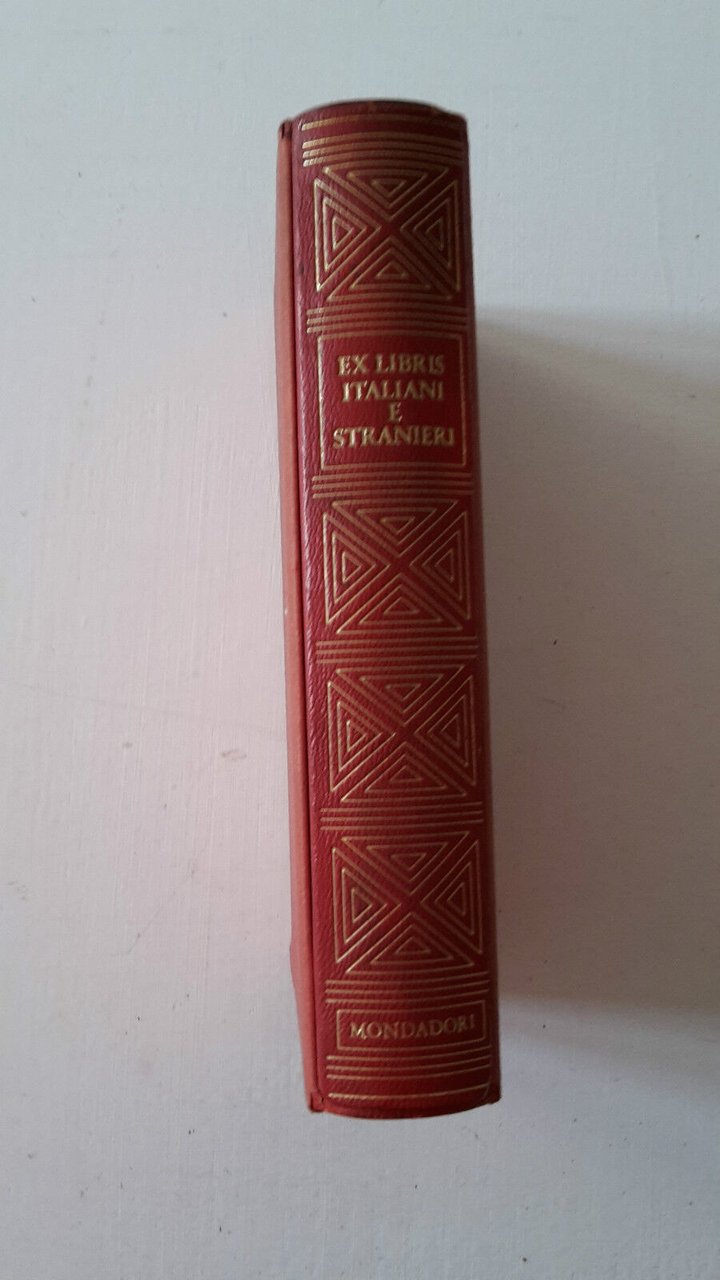 EX LIBRIS
ITALIANI
E
STRANIERI
MONDADORI